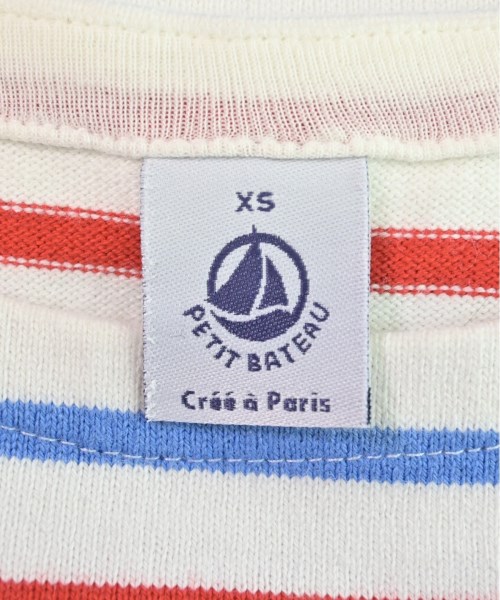 XS
PETIT BATEAU
Créé à Paris